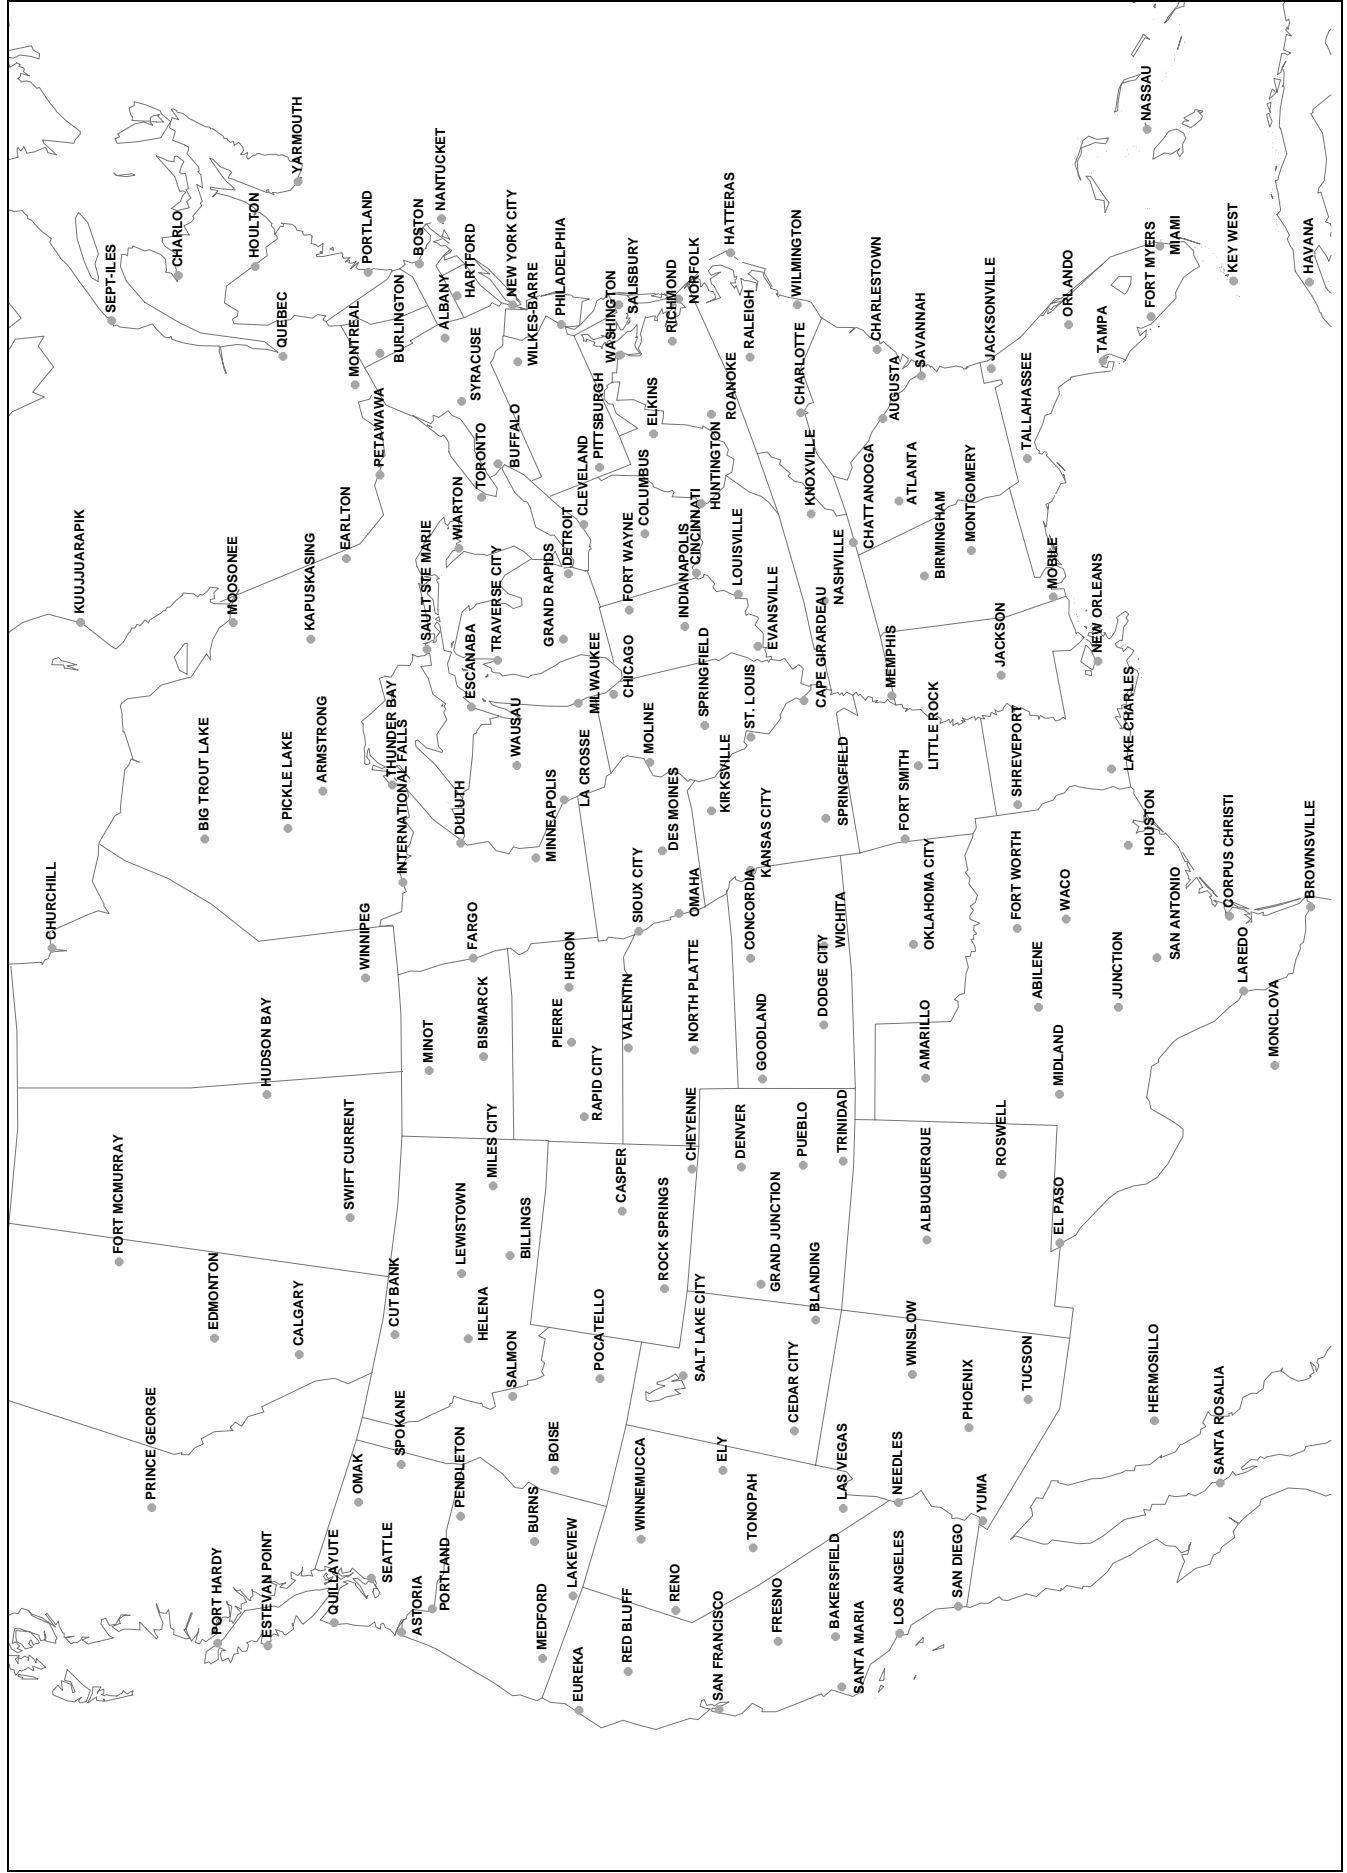 CHURCHILL
KUUJUARAPIK
SEPT-ILES
FORT MCMURRAY
PRINCE GEORGE
CHARLO
BIG TROUT LAKE
EDMONTON
PORT HARDY
MOOSONEE
HOULTON
HUDSON BAY
ESTEVAN POINT
QUEBEC
PICKLE LAKE
CALGARY
YARMOUTH
KAPUSKASING
ARMSTRONG
QUILLAYUTE
EARLTON
SWIFT CURRENT
MONTREAL
OMAK
WINNIPEG
PORTLAND
SEATTLE
PETAWAWA
BURLINGTON
THUNDER BAY
INTERNATIONAL FALLS
CUT BANK
SPOKANE
ASTORIA
BOSTON
SAULT STE MARIE
MINOT
PORTLAND
NANTUCKET
ALBANY
HARTFORD
WIARTON
DULUTH
PENDLETON
LEWISTOWN
SYRACUSE
HELENA
ESCANABA
FARGO
TORONTO
BISMARCK
MILES CITY
TRAVERSE CITY
BUFFALO
NEW YORK CITY
BILLINGS
SALMON
WAUSAU
WILKES-BARRE
BURNS
MINNEAPOLIS
MEDFORD
BOISE
PHILADELPHIA
GRAND RAPIDS
DETROIT
LA CROSSE
HURON
PIERRE
LAKEVIEW
EUREKA
MILWAUKEE
CLEVELAND
RAPID CITY
PITTSBURGH
POCATELLO
CHICAGO
WASHINGTON
SALISBURY
CASPER
FORT WAYNE
VALENTIN
RED BLUFF
SIOUX CITY
WINNEMUCCA
COLUMBUS
MOLINE
ELKINS
DES MOINES
ROCK SPRINGS
RICHMOND
RENO
NORFOLK
OMAHA
INDIANAPOLIS
SALT LAKE CITY
CHEYENNE
NORTH PLATTE
CINCINNATI
HUNTINGTON
SPRINGFIELD
KIRKSVILLE
ROANOKE
SAN FRANCISCO
ELY
HATTERAS
LOUISVILLE
DENVER
RALEIGH
ST. LOUIS
KANSAS CITY
CONCORDIA
TONOPAH
EVANSVILLE
GOODLAND
GRAND JUNCTION
FRESNO
CEDAR CITY
WILMINGTON
CHARLOTTE
PUEBLO
CAPE GIRARDEAU
KNOXVILLE
BLANDING
NASHVILLE
SPRINGFIELD
DODGE CITY
WICHITA
BAKERSFIELD
TRINIDAD
LAS VEGAS
SANTA MARIA
CHATTANOOGA
CHARLESTOWN
AUGUSTA
MEMPHIS
NEEDLES
LOS ANGELES
ATLANTA
FORT SMITH
WINSLOW
SAVANNAH
LITTLE ROCK
OKLAHOMA CITY
BIRMINGHAM
AMARILLO
ALBUQUERQUE
SAN DIEGO
PHOENIX
MONTGOMERY
YUMA
JACKSONVILLE
JACKSON
ROSWELL
SHREVEPORT
FORT WORTH
TALLAHASSEE
TUCSON
ABILENE
MOBILE
MIDLAND
EL PASO
WACO
ORLANDO
NEW ORLEANS
TAMPA
LAKE CHARLES
JUNCTION
HOUSTON
NASSAU
FORT MYERS
MIAMI
HERMOSILLO
SAN ANTONIO
SANTA ROSALIA
KEY WEST
CORPUS CHRISTI
LAREDO
MONCLOVA
HAVANA
BROWNSVILLE